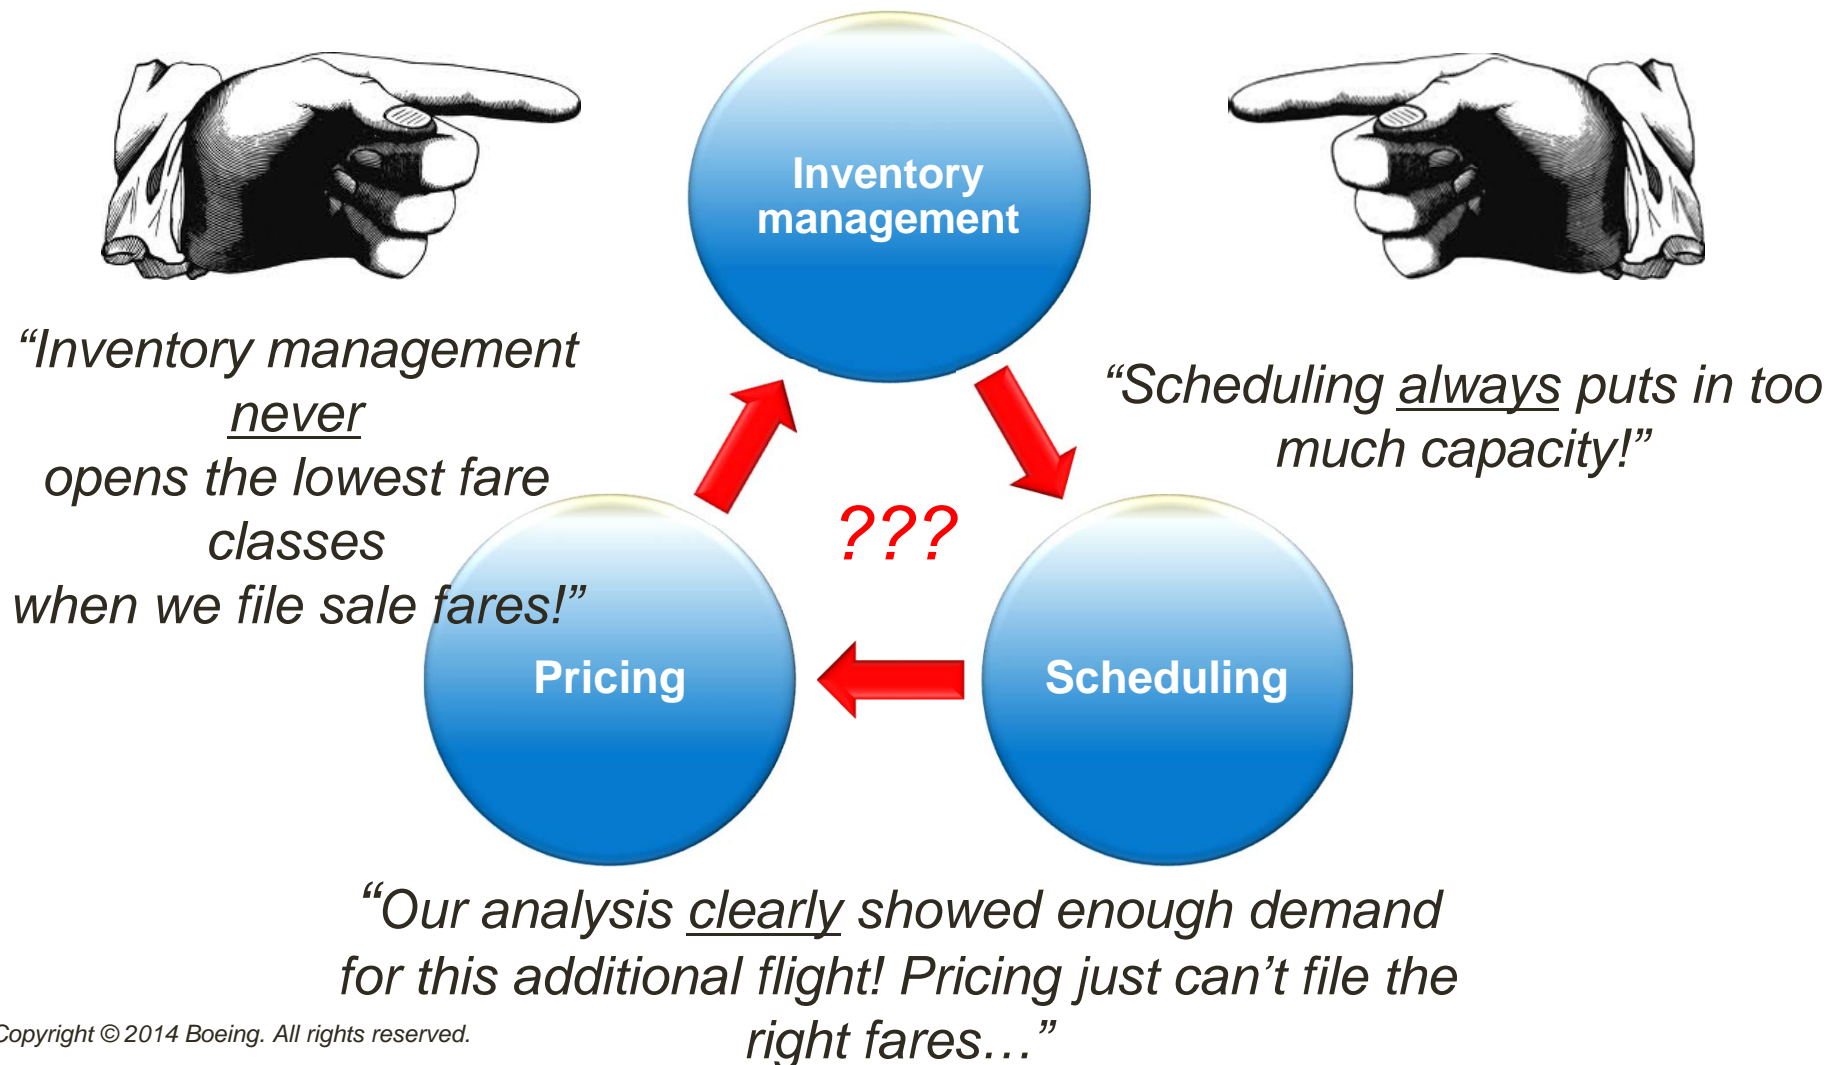 Inventory
management
“Inventory management
never
opens the lowest fare
classes
when we file sale fares!”
“Scheduling always puts in too
much capacity!”
???
Pricing
Scheduling
“Our analysis clearly showed enough demand
for this additional flight! Pricing just can’t file the
right fares…”
Copyright © 2014 Boeing. All rights reserved.